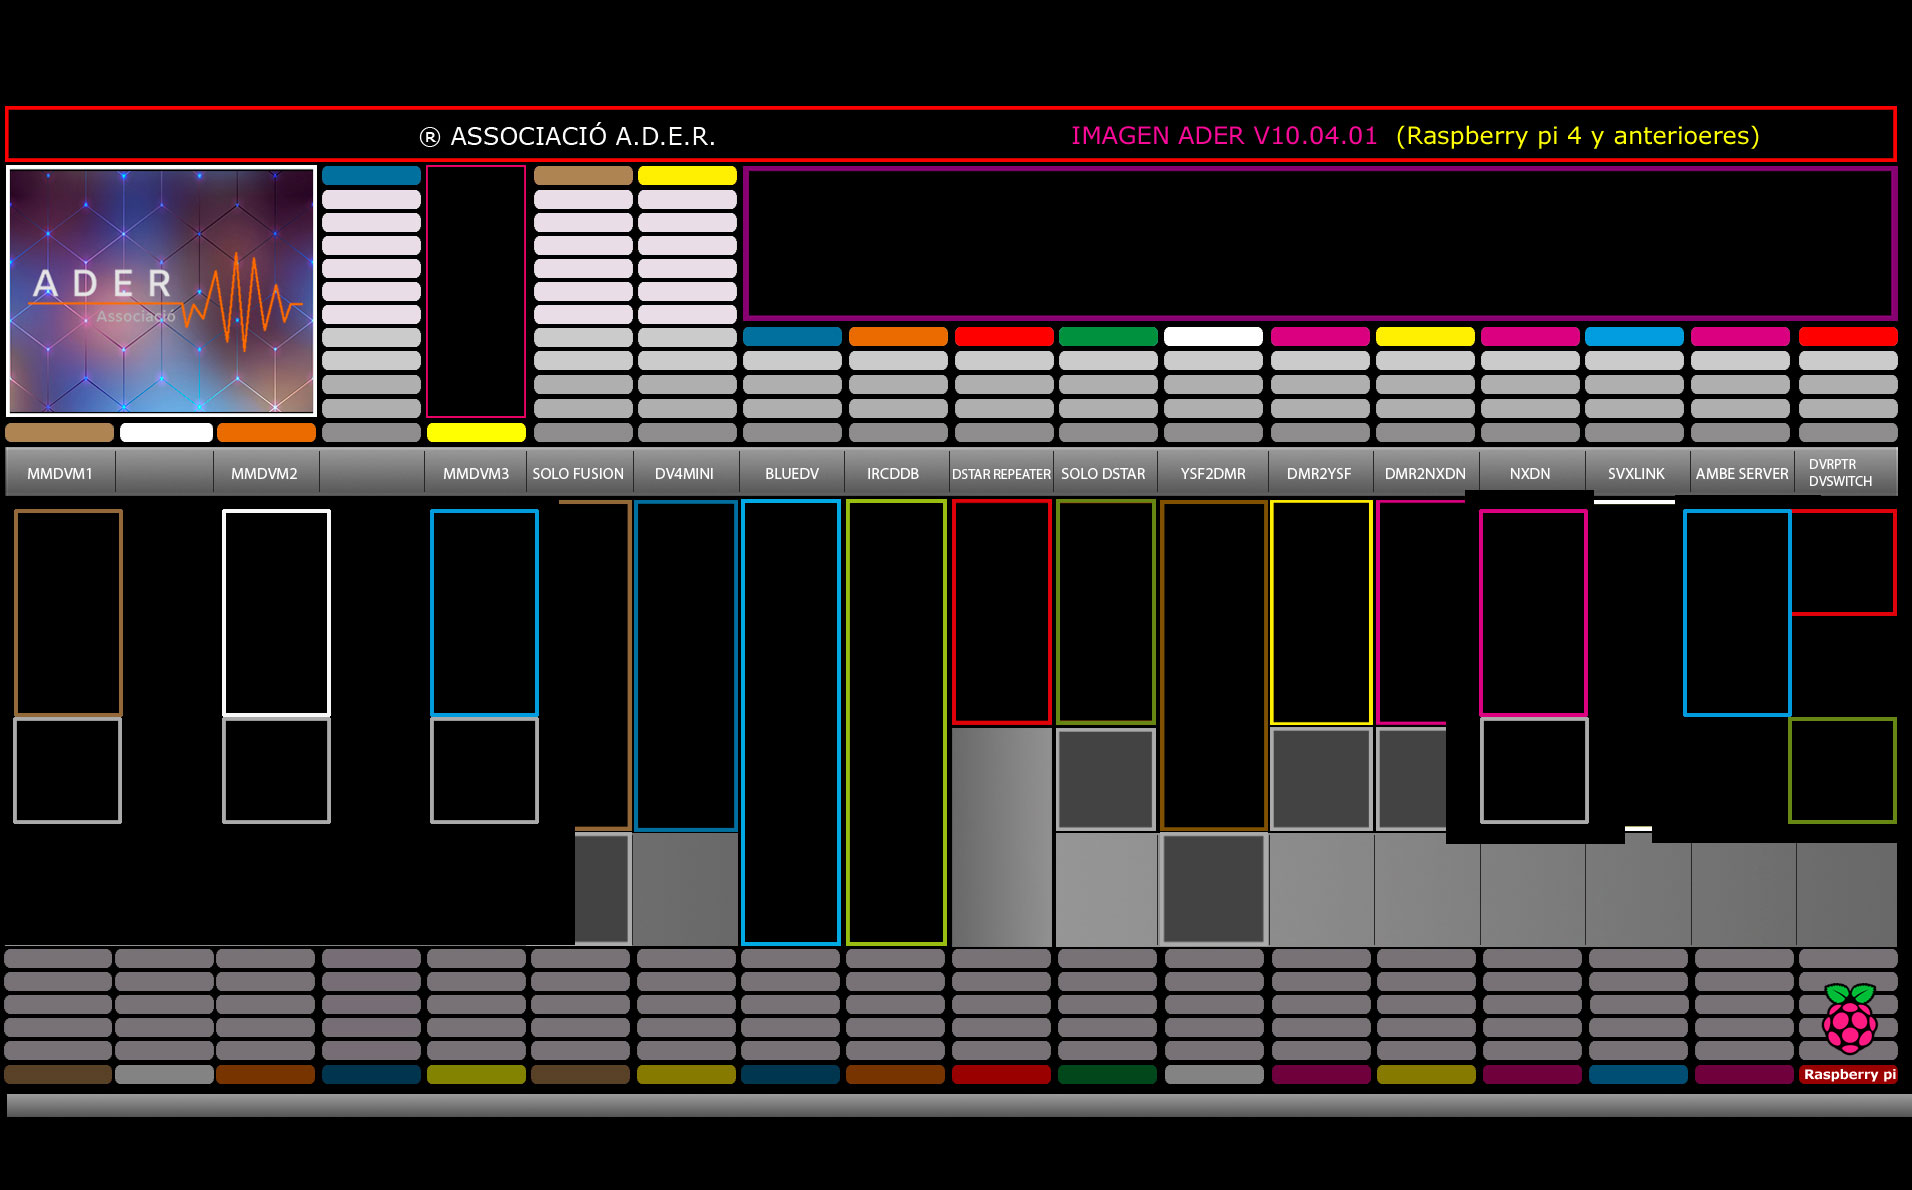 ® ASSOCIACIÓ A.D.E.R.
IMAGEN ADER V10.04.01 (Raspberry pi 4 y anterioeres)
ADER
Associació
MMDVM1
MMDVM2
MMDVM3
SOLO FUSION
DV4MINI
BLUEDV
IRCDDB
DSTAR REPEATER
SOLO DSTAR
YSF2DMR
DMR2YSF
DMR2NXDN
NXDN
SVXLINK
AMBE SERVER
DVRPTR
DVSWITCH
Raspberry pi